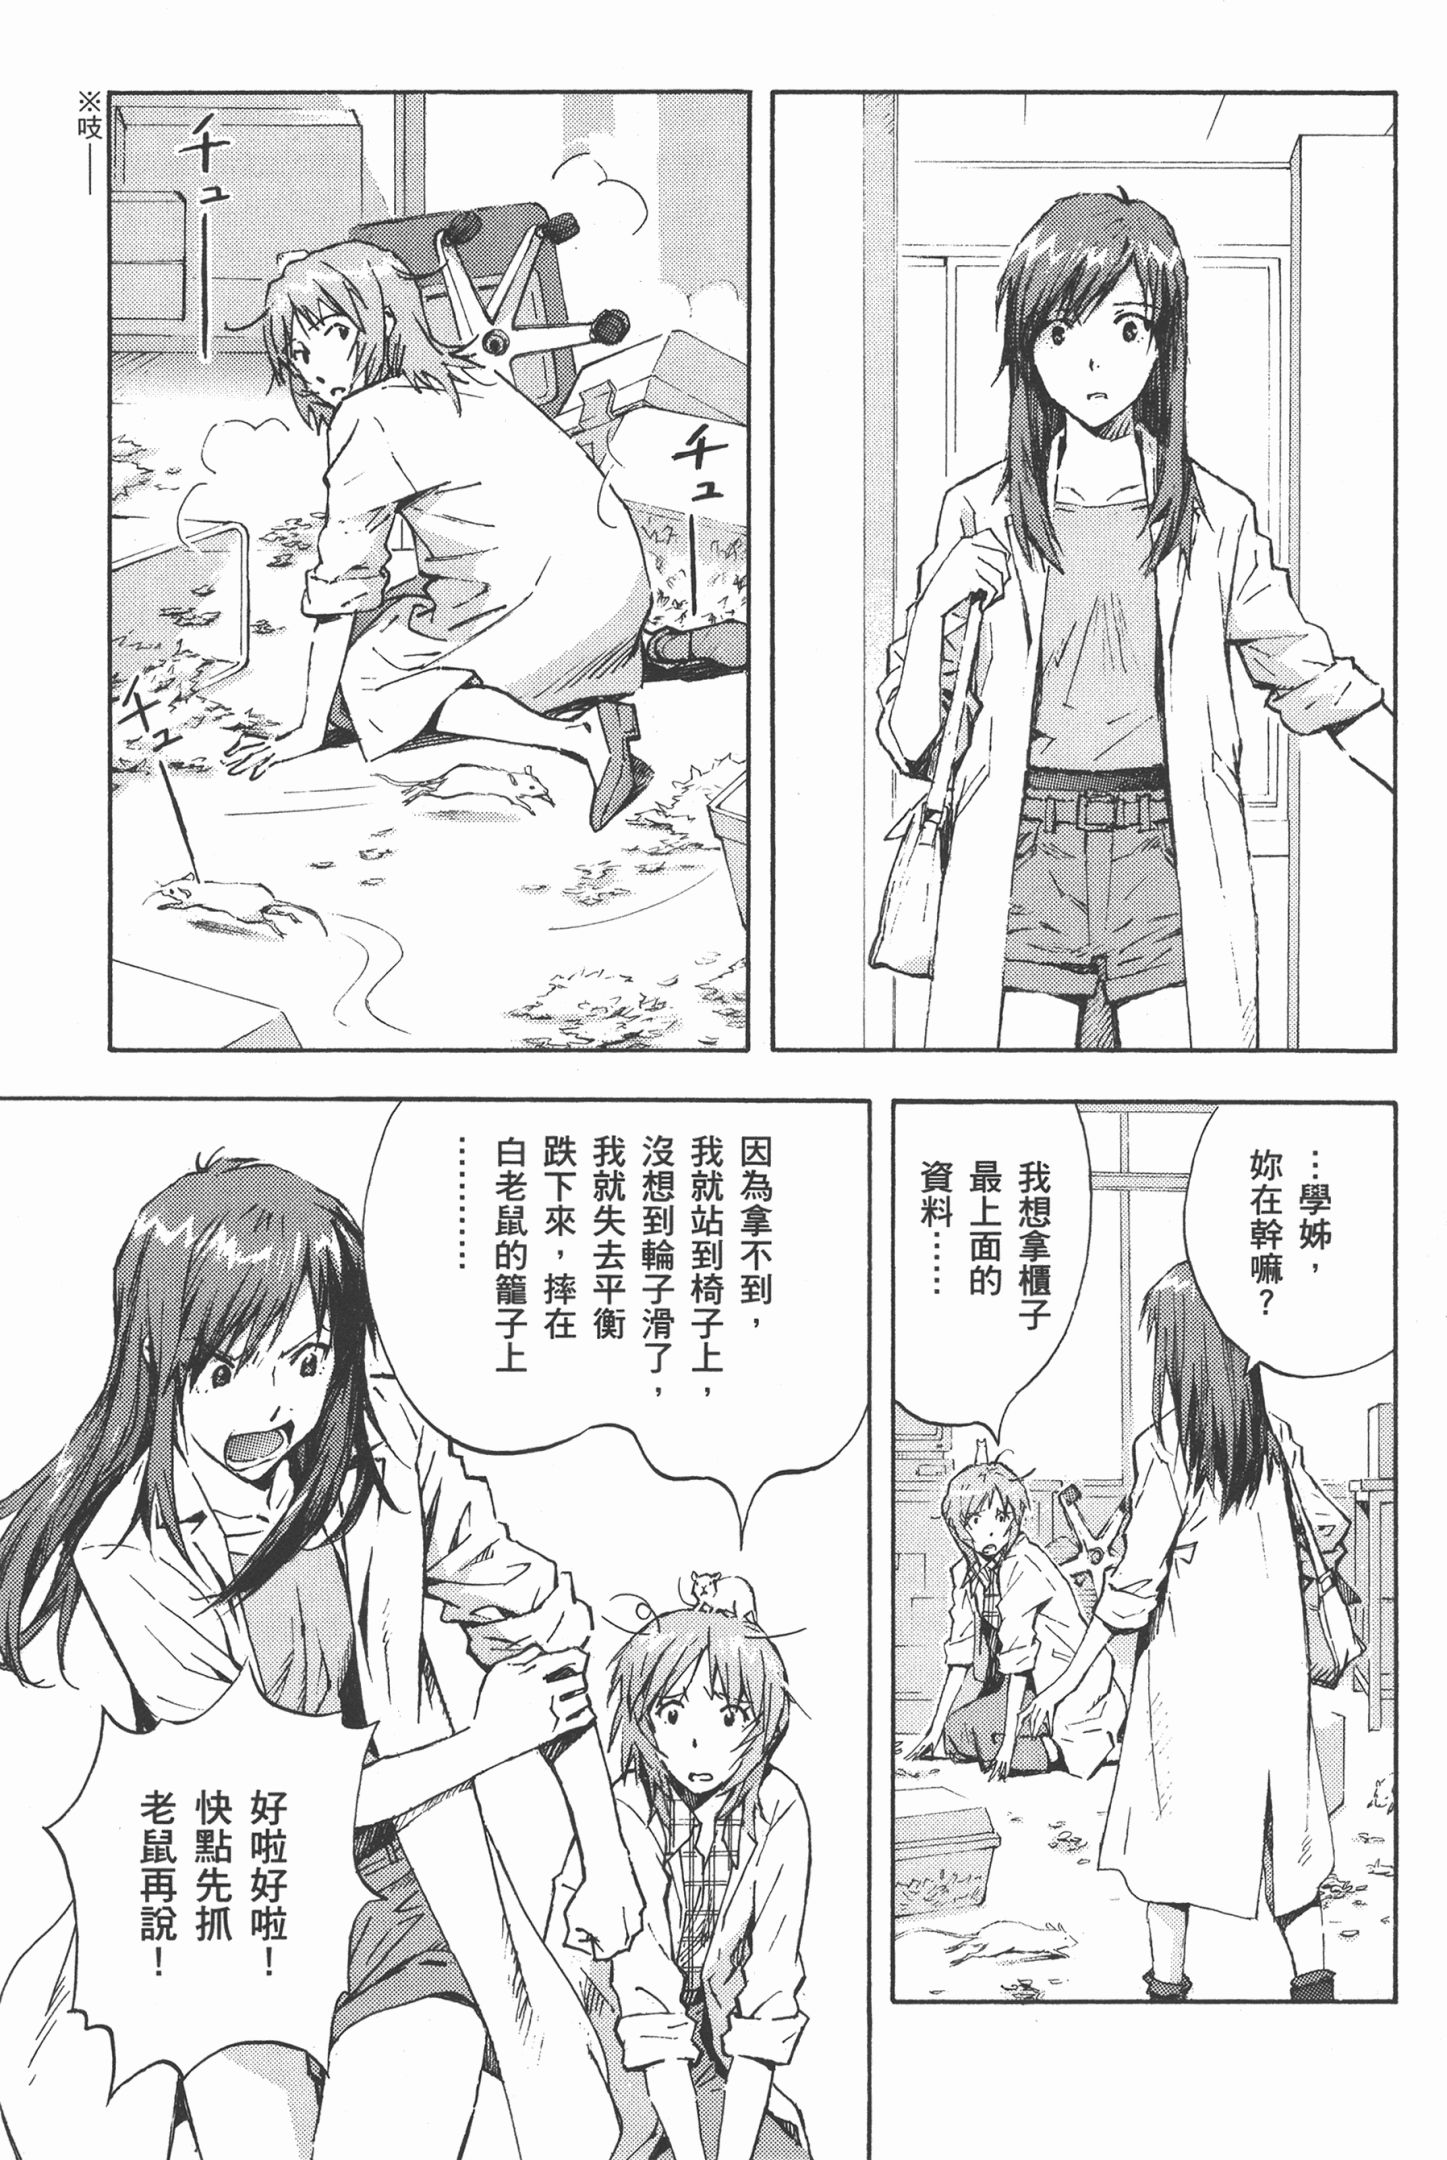 チュ——
チュ——
チュ——
※吱——
…學姊，
妳在幹嘛？
我想拿櫃子
最上面的
資料……
因為拿不到，
我就站到椅子上，
沒想到輪子滑了，
我就失去平衡
跌下來，摔在
白老鼠的籠子上
…………
好啦好啦！
快點先抓
老鼠再說！